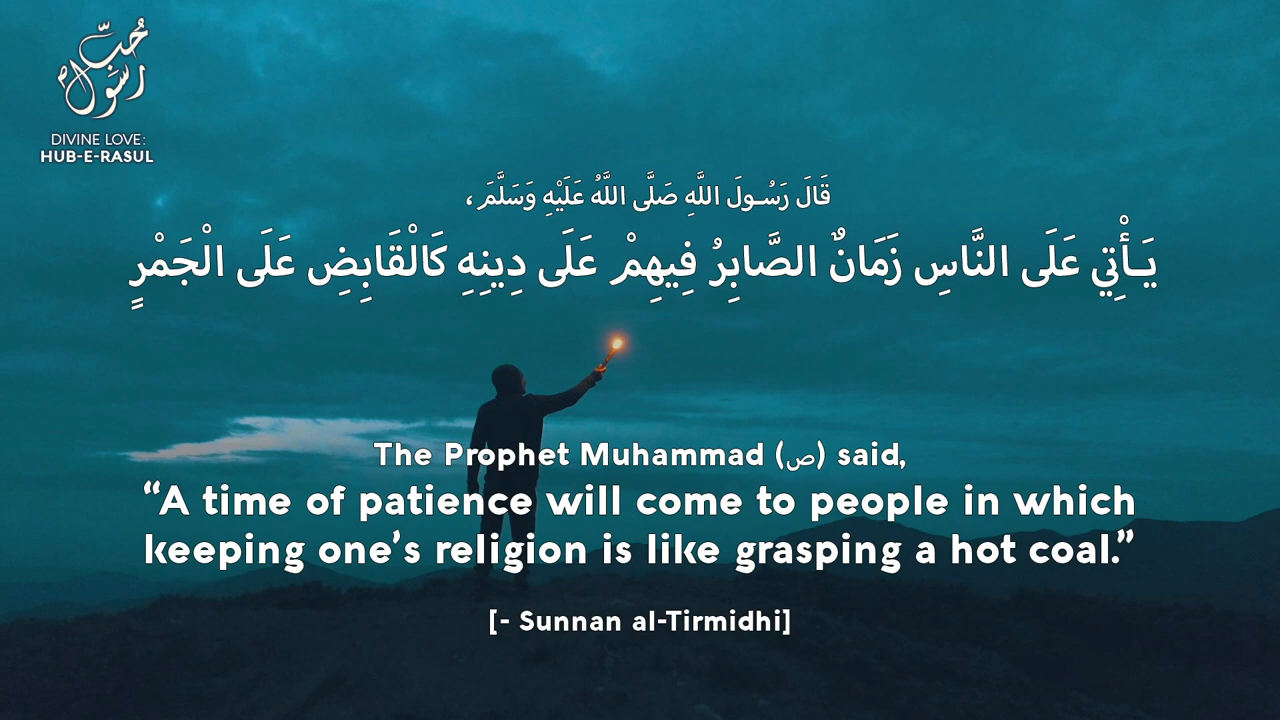 حُبِّ
رَسُوْلؐ
DIVINE LOVE:
HUB-E-RASUL
قَالَ رَسُـولَ اللَّهِ صَلَّى اللَّهُ عَلَيْهِ وَسَلَّمَ،
يَـأْتِي عَلَى النَّاسِ زَمَانٌ الصَّابِرُ فِيهِمْ عَلَى دِينِهِ كَالْقَابِضِ عَلَى الْجَمْرٍ
The Prophet Muhammad (ص) said,
“A time of patience will come to people in which
keeping one’s religion is like grasping a hot coal.”
[- Sunnan al-Tirmidhi]